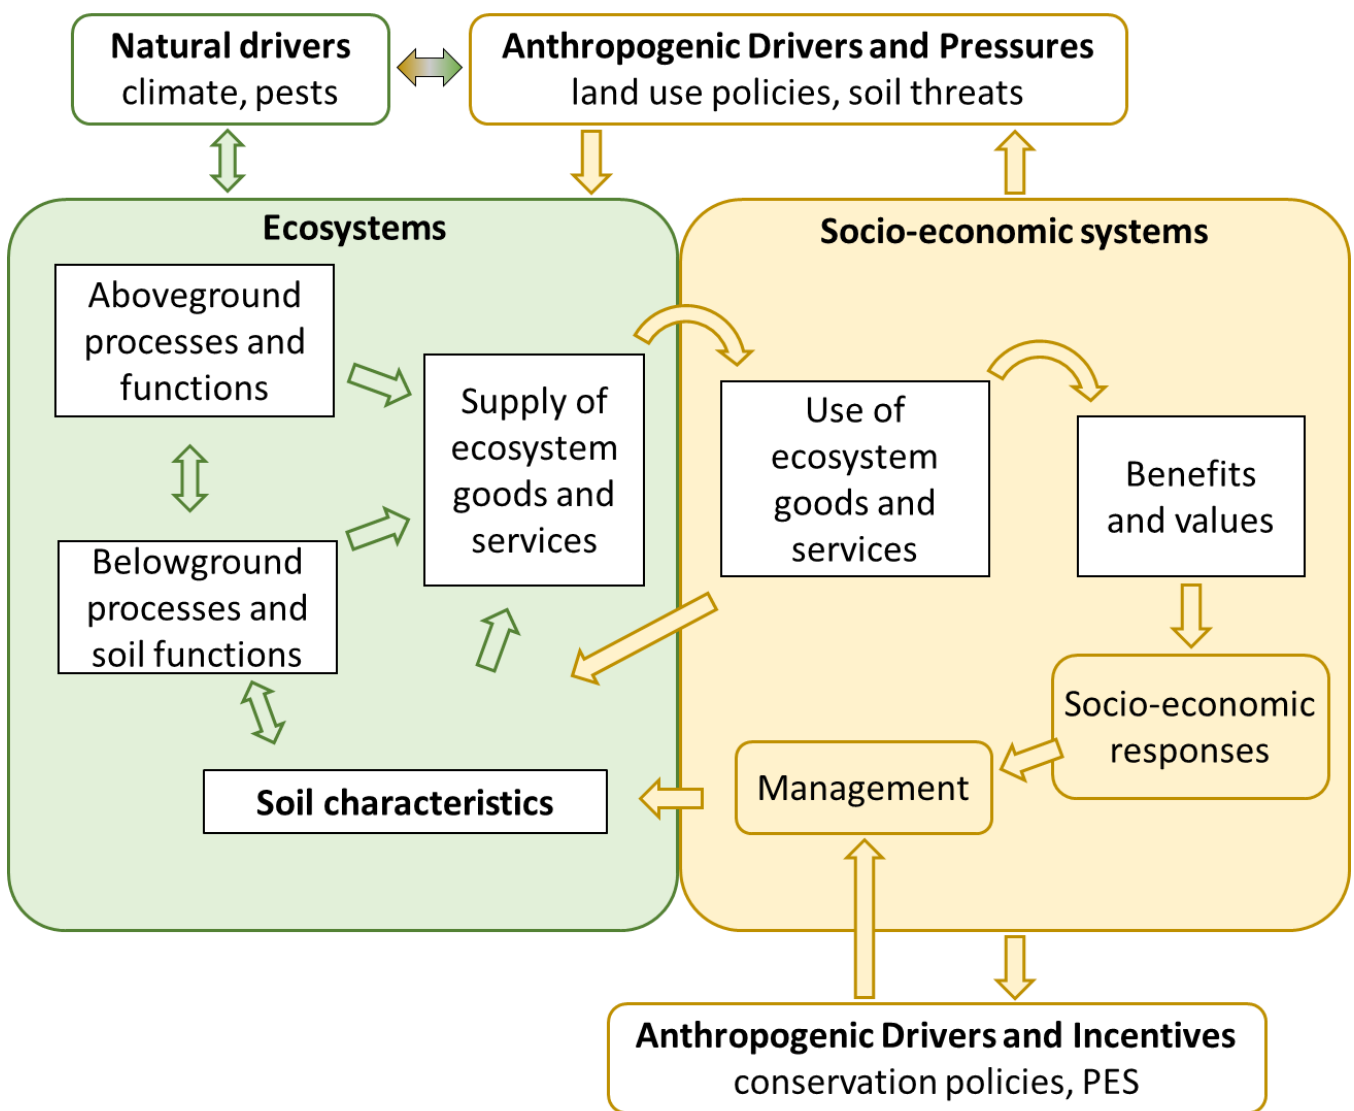 Natural drivers
climate, pests
Anthropogenic Drivers and Pressures
land use policies, soil threats
Ecosystems
Aboveground
processes and
functions
Supply of
ecosystem
goods and
services
Belowground
processes and
soil functions
Soil characteristics
Socio-economic systems
Use of
ecosystem
goods and
services
Benefits
and values
Socio-economic
responses
Management
Anthropogenic Drivers and Incentives
conservation policies, PES